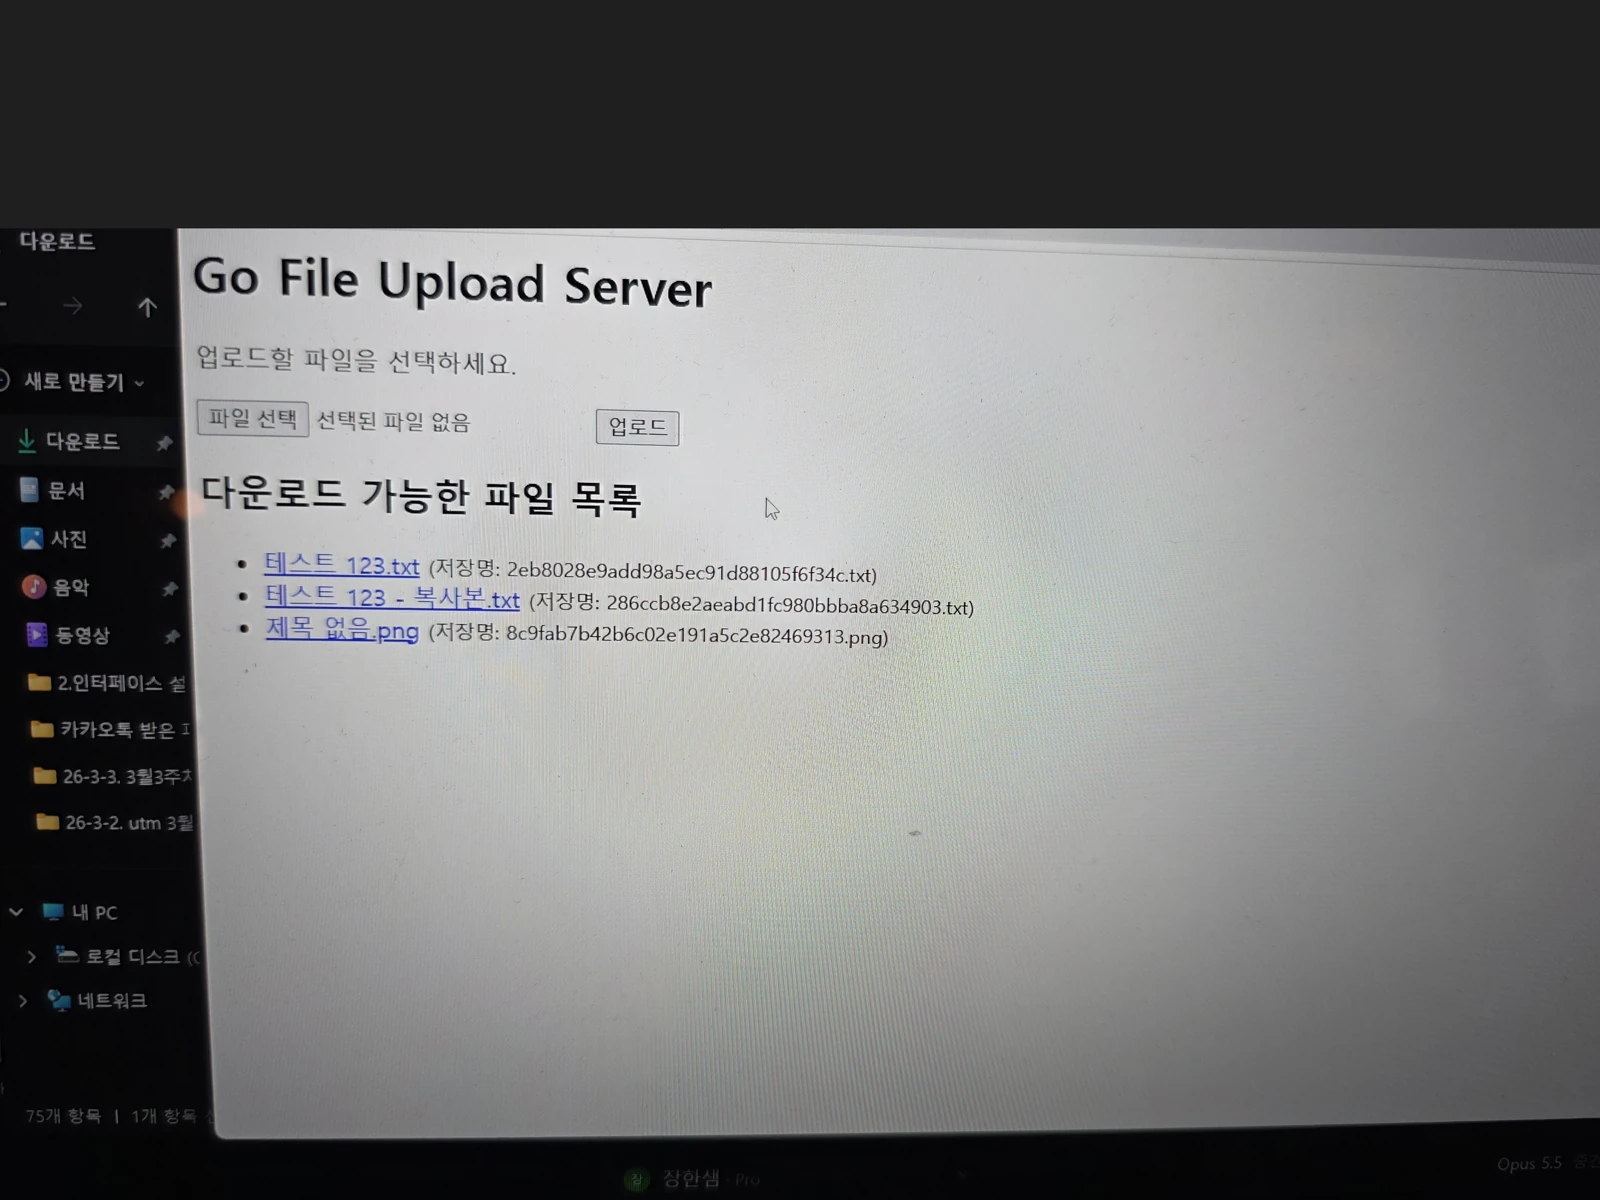 다운로드
새로 만들기
다운로드
문서
사진
음악
동영상
2.인터페이스 설
카카오톡 받은
26-3-3. 3월3주차
26-3-2. utm 3월
내 PC
로컬 디스크 (C
네트워크
75개 항목 | 1개 항목
Go File Upload Server
업로드할 파일을 선택하세요.
파일 선택 선택된 파일 없음 업로드
다운로드 가능한 파일 목록
테스트 123.txt (저장명: 2eb8028e9add98a5ec91d88105f6f34c.txt)
테스트 123 - 복사본.txt (저장명: 286ccb8e2aeabd1fc980bbba8a634903.txt)
제목 없음.png (저장명: 8c9fab7b42b6c02e191a5c2e82469313.png)
장 장한샘 · Pro
Opus 5.5